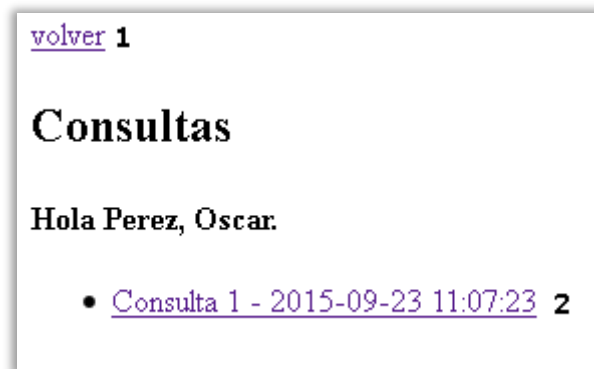 volver 1
Consultas
Hola Perez, Oscar.
Consulta 1 - 2015-09-23 11:07:23 2